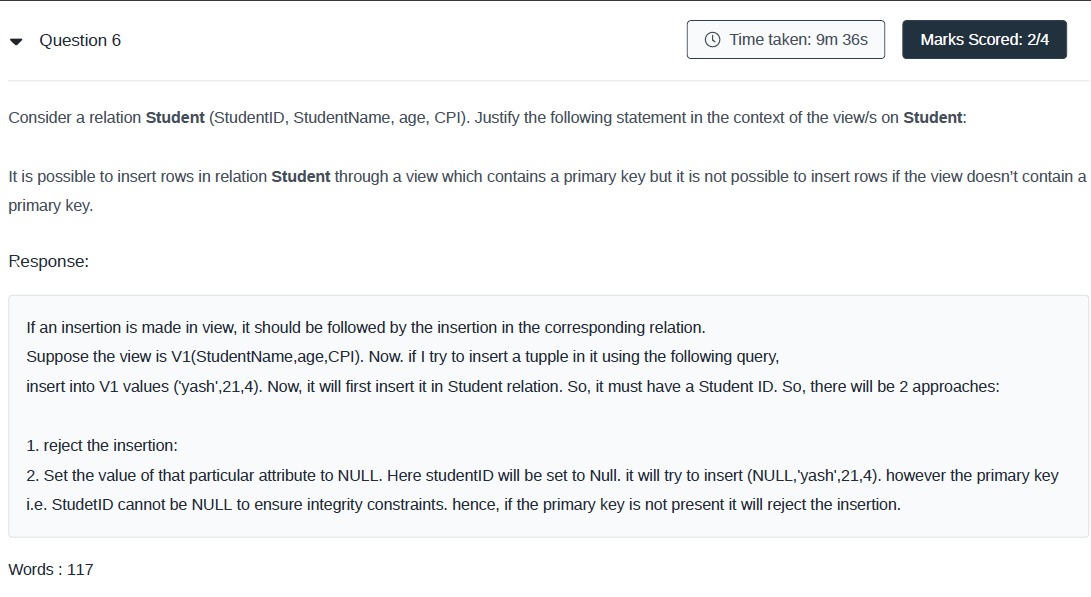 Question 6
Time taken: 9m 36s
Marks Scored: 2/4
Consider a relation Student (StudentID, StudentName, age, CPI). Justify the following statement in the context of the view/s on Student:
It is possible to insert rows in relation Student through a view which contains a primary key but it is not possible to insert rows if the view doesn't contain a
primary key.
Response:
If an insertion is made in view, it should be followed by the insertion in the corresponding relation.
Suppose the view is V1(StudentName,age,CPI). Now. if I try to insert a tupple in it using the following query,
insert into V1 values ('yash',21,4). Now, it will first insert it in Student relation. So, it must have a Student ID. So, there will be 2 approaches:
1. reject the insertion:
2. Set the value of that particular attribute to NULL. Here studentID will be set to Null. it will try to insert (NULL,'yash',21,4). however the primary key
i.e. StudetID cannot be NULL to ensure integrity constraints. hence, if the primary key is not present it will reject the insertion.
Words : 117